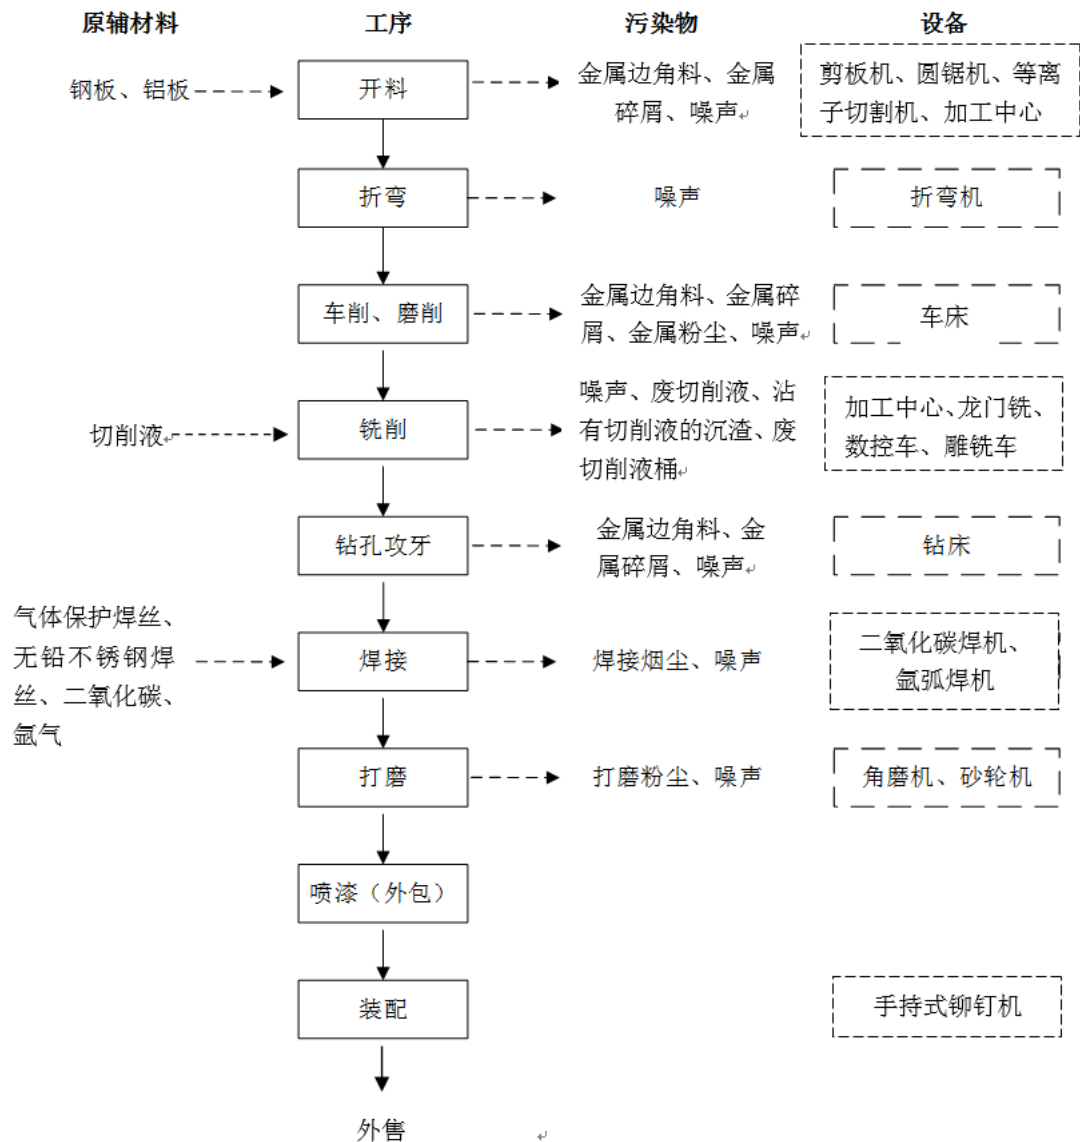 原辅材料 工序 污染物 设备
钢板、铝板 开料 金属边角料、金属 剪板机、圆锯机、等离
碎屑、噪声 子切割机、加工中心
折弯 噪声 折弯机
车削、磨削 金属边角料、金属碎 车床
屑、金属粉尘、噪声
切削液 铣削 噪声、废切削液、沾 加工中心、龙门铣、
有切削液的沉渣、废 数控车、雕铣车
切削液桶
钻孔攻牙 金属边角料、金 钻床
属碎屑、噪声
气体保护焊丝、
无铅不锈钢焊
丝、二氧化碳、
氩气
焊接 焊接烟尘、噪声 二氧化碳焊机、
氩弧焊机
打磨 打磨粉尘、噪声 角磨机、砂轮机
喷漆（外包）
装配 手持式铆钉机
外售